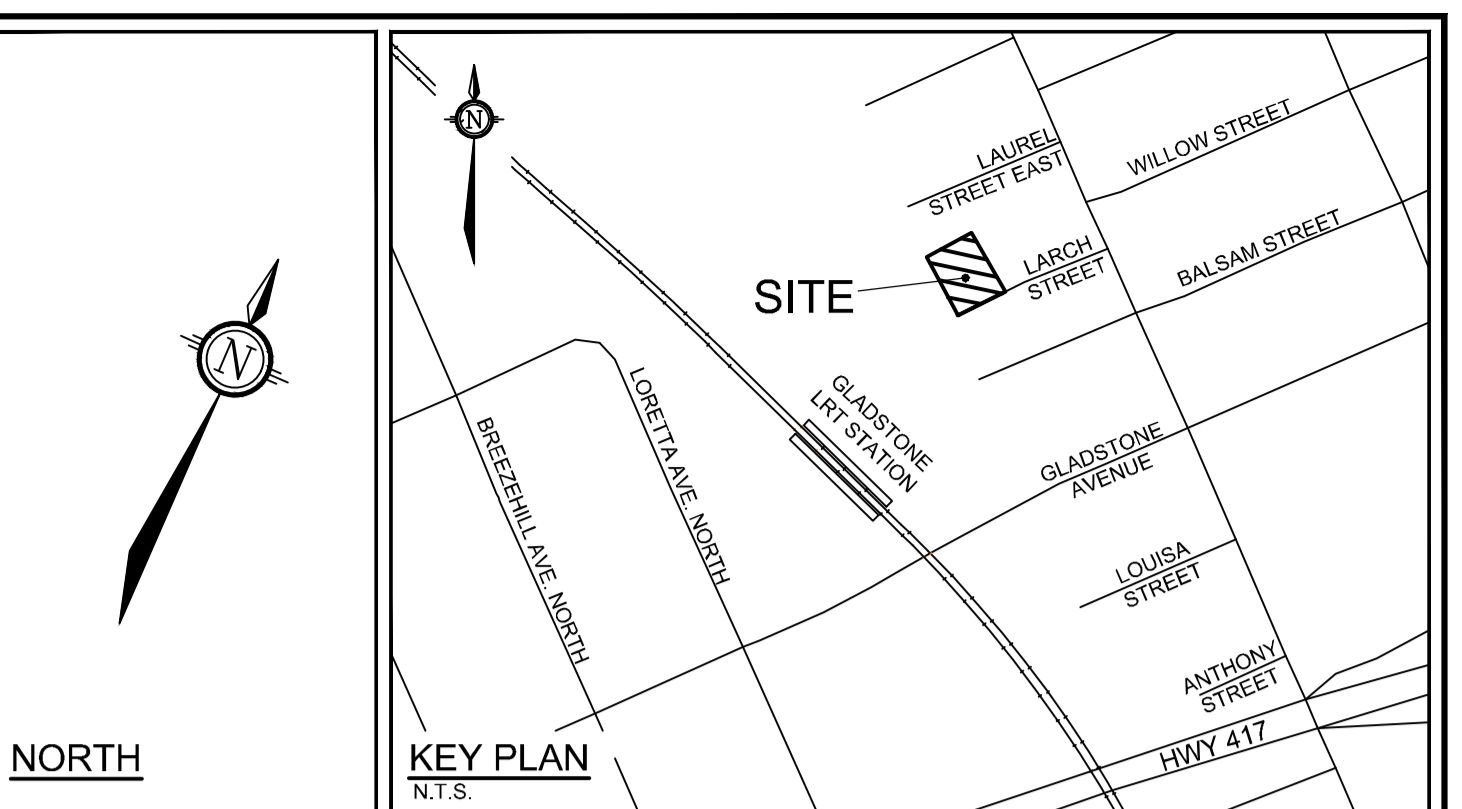 N
NORTH
N
LAUREL
STREET EAST
WILLOW STREET
LARCH
STREET
BALSAM STREET
SITE
GLADSTONE
LRT STATION
LORETTA AVE. NORTH
BREEZEHILL AVE. NORTH
GLADSTONE
AVENUE
LOUISA
STREET
ANTHONY
STREET
HWY 417
KEY PLAN
N.T.S.